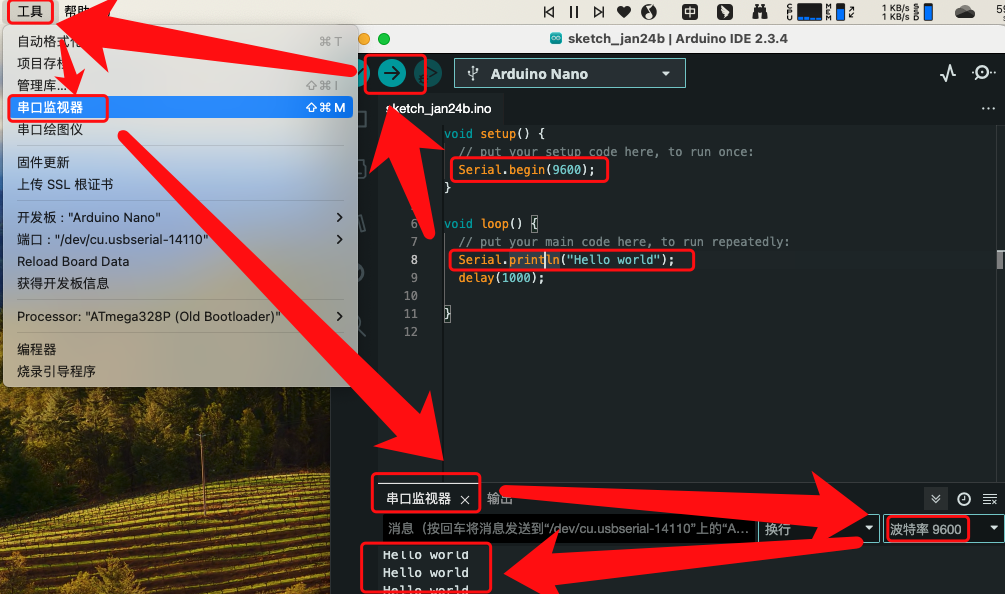 工具
帮助
1 KB/s
1 KB/s
自动格式化
⌘ T
项目存档
管理库...
⇧⌘ I
串口监视器
⇧⌘ M
串口绘图仪
固件更新
上传 SSL 根证书
开发板："Arduino Nano"
端口："/dev/cu.usbserial-14110"
Reload Board Data
获得开发板信息
Processor: "ATmega328P (Old Bootloader)"
编程器
烧录引导程序
sketch_jan24b | Arduino IDE 2.3.4
Arduino Nano
sketch_jan24b.ino
void setup() {
// put your setup code here, to run once:
Serial.begin(9600);
}
6 void loop() {
7 // put your main code here, to run repeatedly:
8 Serial.println("Hello world");
9 delay(1000);
10
11 }
12
串口监视器 ×
输出
消息（按回车将消息发送到“/dev/cu.usbserial-14110”上的“A...
换行
波特率 9600
Hello world
Hello world
Hello world